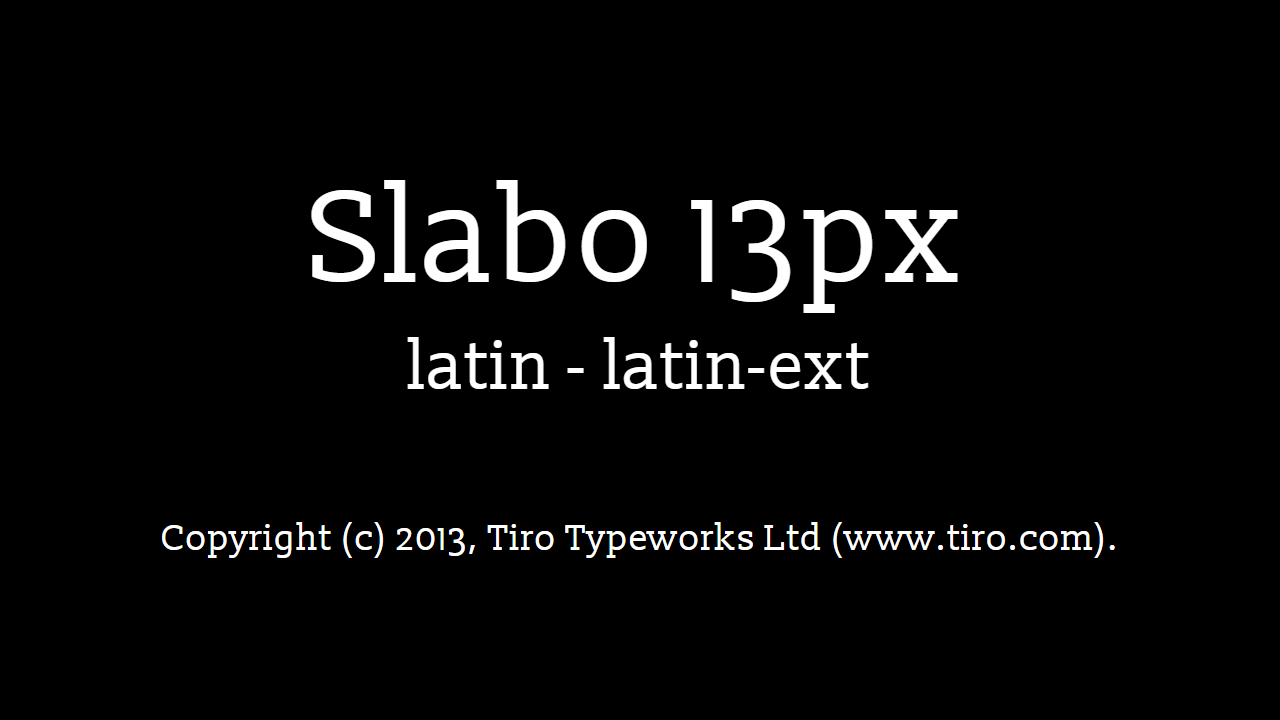 Slabo 13px
latin - latin-ext
Copyright (c) 2013, Tiro Typeworks Ltd (www.tiro.com).